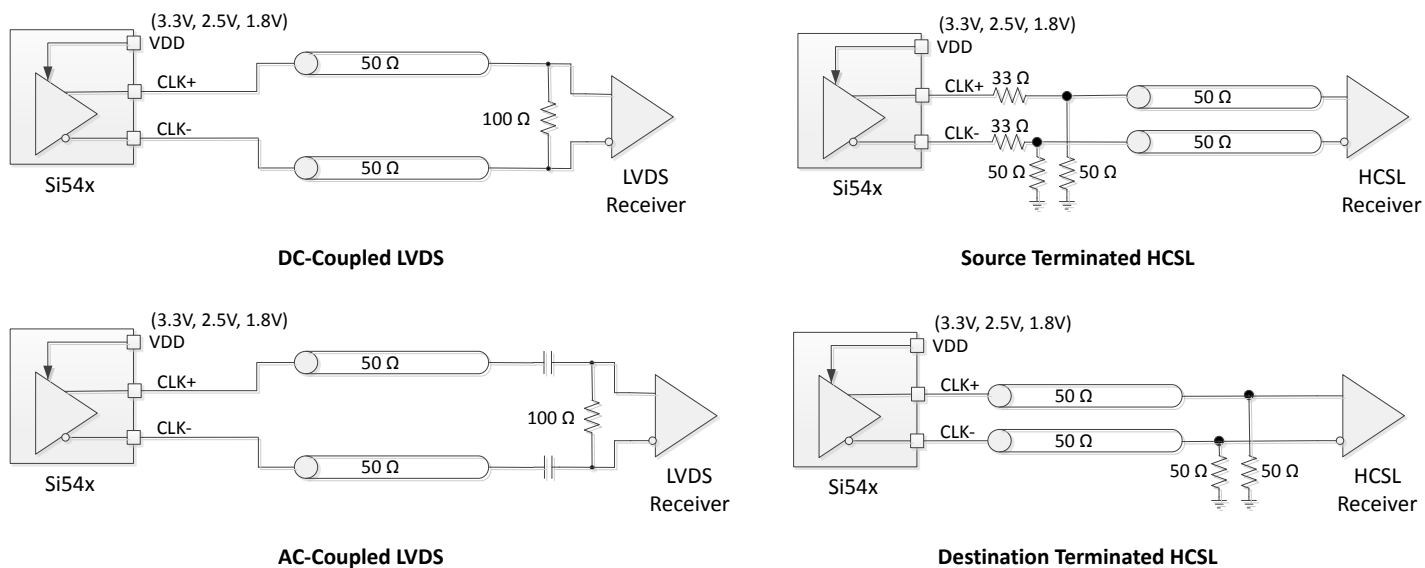 (3.3V, 2.5V, 1.8V)
VDD
CLK+
CLK-
50 Ω
50 Ω
100 Ω
Si54x
LVDS
Receiver
DC-Coupled LVDS
(3.3V, 2.5V, 1.8V)
VDD
CLK+
33 Ω
CLK-
33 Ω
50 Ω
50 Ω
50 Ω
50 Ω
Si54x
HCSL
Receiver
Source Terminated HCSL
(3.3V, 2.5V, 1.8V)
VDD
CLK+
CLK-
50 Ω
50 Ω
100 Ω
Si54x
LVDS
Receiver
AC-Coupled LVDS
(3.3V, 2.5V, 1.8V)
VDD
CLK+
CLK-
50 Ω
50 Ω
50 Ω
50 Ω
Si54x
HCSL
Receiver
Destination Terminated HCSL